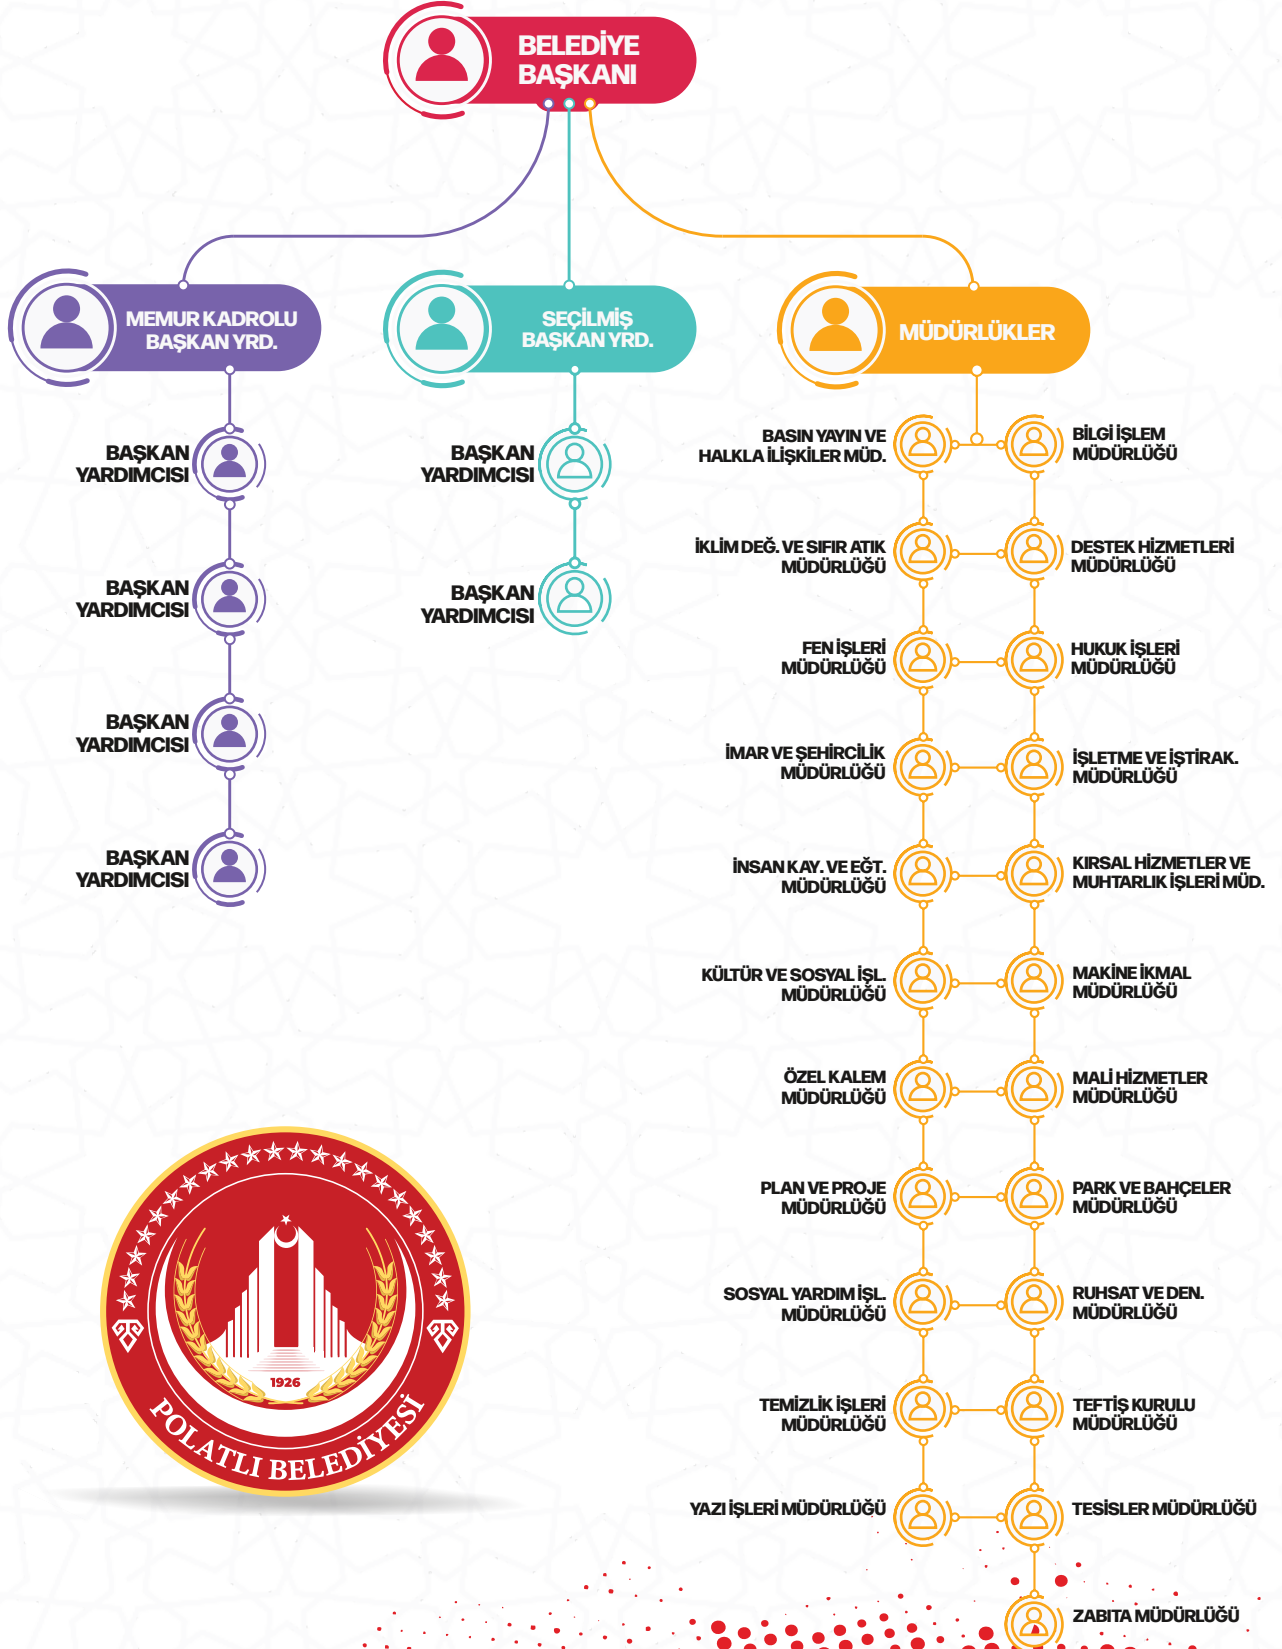 BELEDİYE
BAŞKANI
MEMUR KADROLU
BAŞKAN YRD.
BAŞKAN
YARDIMCISI
BAŞKAN
YARDIMCISI
BAŞKAN
YARDIMCISI
BAŞKAN
YARDIMCISI
SEÇİLMİŞ
BAŞKAN YRD.
BAŞKAN
YARDIMCISI
BAŞKAN
YARDIMCISI
MÜDÜRLÜKLER
BASIN YAYIN VE
HALKLA İLİŞKİLER MÜD.
BİLGİ İŞLEM
MÜDÜRLÜĞÜ
İKLİM DEĞ. VE SIFIR ATIK
MÜDÜRLÜĞÜ
DESTEK HİZMETLERİ
MÜDÜRLÜĞÜ
FEN İŞLERİ
MÜDÜRLÜĞÜ
HUKUK İŞLERİ
MÜDÜRLÜĞÜ
İMAR VE ŞEHİRCİLİK
MÜDÜRLÜĞÜ
İŞLETME VE İŞTİRAK.
MÜDÜRLÜĞÜ
İNSAN KAY. VE EĞT.
MÜDÜRLÜĞÜ
KIRSAL HİZMETLER VE
MUHTARLIK İŞLERİ MÜD.
KÜLTÜR VE SOSYAL İŞL.
MÜDÜRLÜĞÜ
MAKİNE İKMAL
MÜDÜRLÜĞÜ
ÖZEL KALEM
MÜDÜRLÜĞÜ
MALİ HİZMETLER
MÜDÜRLÜĞÜ
PLAN VE PROJE
MÜDÜRLÜĞÜ
PARK VE BAHÇELER
MÜDÜRLÜĞÜ
SOSYAL YARDIM İŞL.
MÜDÜRLÜĞÜ
RUHSAT VE DEN.
MÜDÜRLÜĞÜ
TEMİZLİK İŞLERİ
MÜDÜRLÜĞÜ
TEFTİŞ KURULU
MÜDÜRLÜĞÜ
YAZI İŞLERİ MÜDÜRLÜĞÜ
TESİSLER MÜDÜRLÜĞÜ
ZABITA MÜDÜRLÜĞÜ
1926
POLATLI BELEDİYESİ